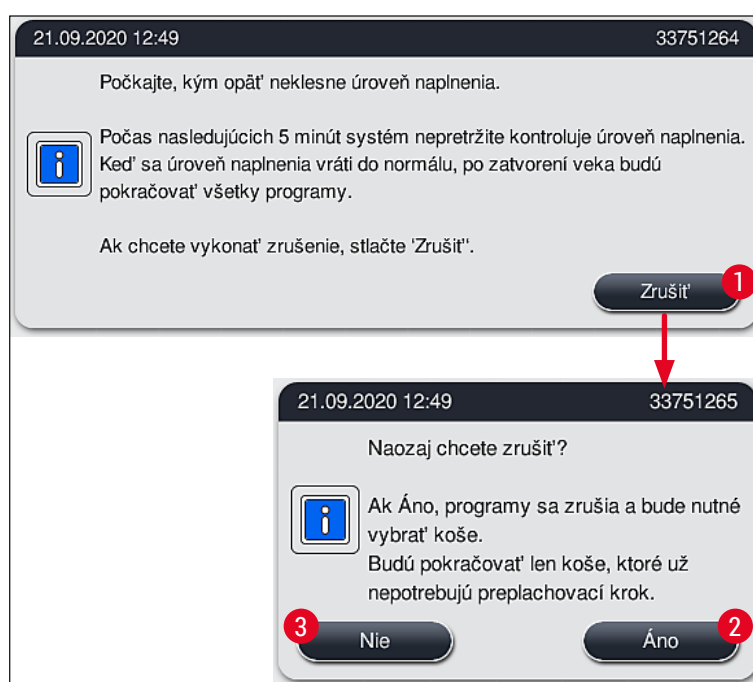 21.09.2020 12:49 33751264
Počkajte, kým opäť neklesne úroveň naplnenia.
Počas nasledujúcich 5 minút systém nepretržite kontroluje úroveň naplnenia.
Keď sa úroveň naplnenia vráti do normálu, po zatvorení veka budú
pokračovať všetky programy.
Ak chcete vykonať zrušenie, stlačte 'Zrušiť'.
Zrušiť 1
21.09.2020 12:49 33751265
Naozaj chcete zrušiť?
Ak Áno, programy sa zrušia a bude nutné
vybrať koše.
Budú pokračovať len koše, ktoré už
nepotrebujú preplachovací krok.
3 Nie Áno 2